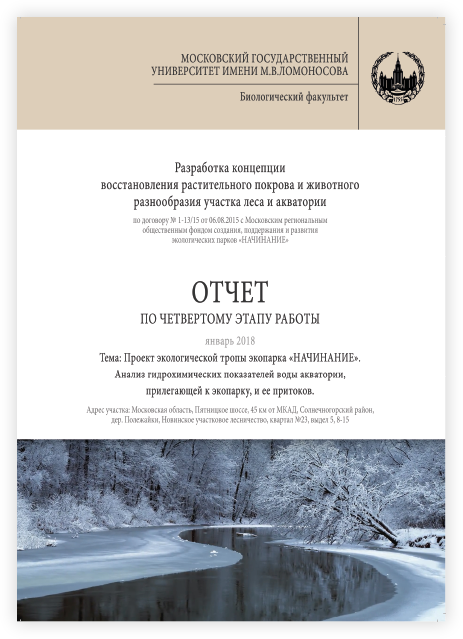 МОСКОВСКИЙ ГОСУДАРСТВЕННЫЙ
УНИВЕРСИТЕТ ИМЕНИ М.В.ЛОМОНОСОВА
Биологический факультет
1755
Разработка концепции
восстановления растительного покрова и животного
разнообразия участка леса и акватории
по договору № 1-13/15 от 06.08.2015 с Московским региональным
общественным фондом создания, поддержания и развития
экологических парков «НАЧИНАНИЕ»
ОТЧЕТ
ПО ЧЕТВЕРТОМУ ЭТАПУ РАБОТЫ
январь 2018
Тема: Проект экологической тропы экопарка «НАЧИНАНИЕ».
Анализ гидрохимических показателей воды акватории,
прилегающей к экопарку, и ее притоков.
Адрес участка: Московская область, Пятницкое шоссе, 45 км от МКАД, Солнечногорский район,
дер. Полежайки, Новинское участковое лесничество, квартал №23, выдел 5, 8-15